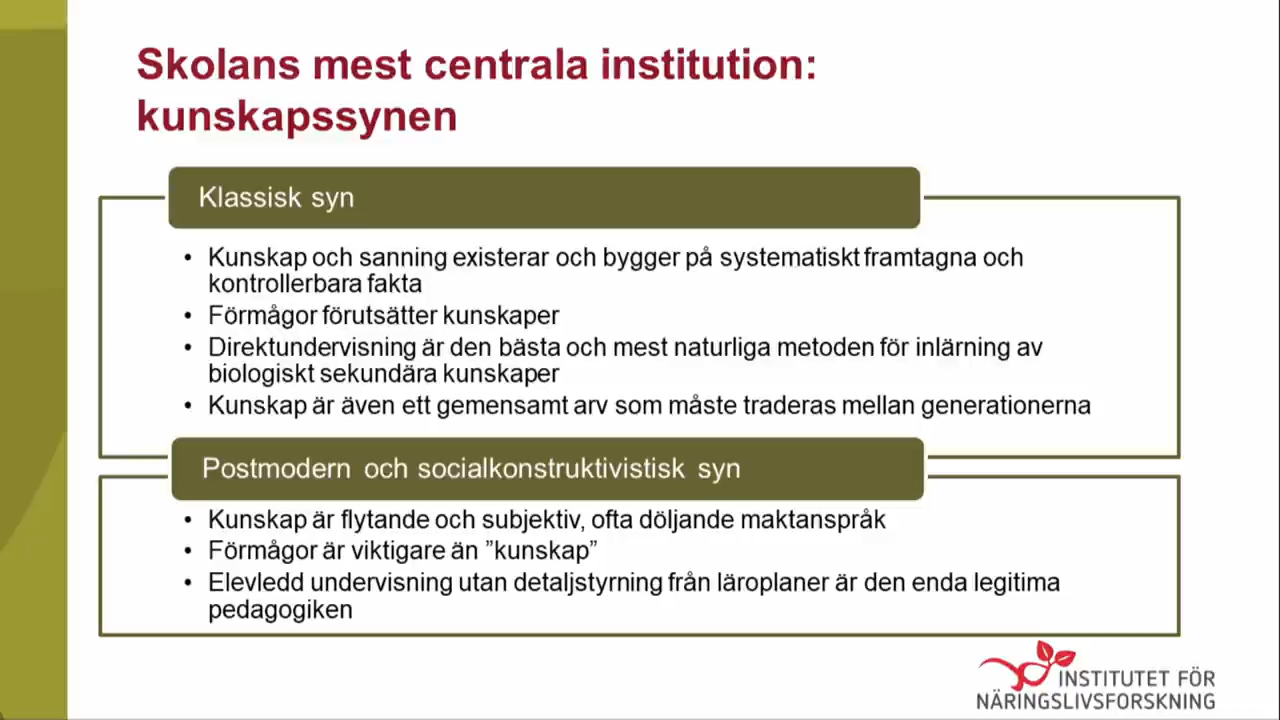 Skolans mest centrala institution:
kunskapssynen
Klassisk syn
• Kunskap och sanning existerar och bygger på systematiskt framtagna och
kontrollerbara fakta
• Förmågor förutsätter kunskaper
• Direktundervisning är den bästa och mest naturliga metoden för inlärning av
biologiskt sekundära kunskaper
• Kunskap är även ett gemensamt arv som måste traderas mellan generationerna
Postmodern och socialkonstruktivistisk syn
• Kunskap är flytande och subjektiv, ofta döljande maktanspråk
• Förmågor är viktigare än ”kunskap”
• Elevledd undervisning utan detaljstyrning från läroplaner är den enda legitima
pedagogiken
INSTITUTET FÖR
NÄRINGSLIVSFORSKNING